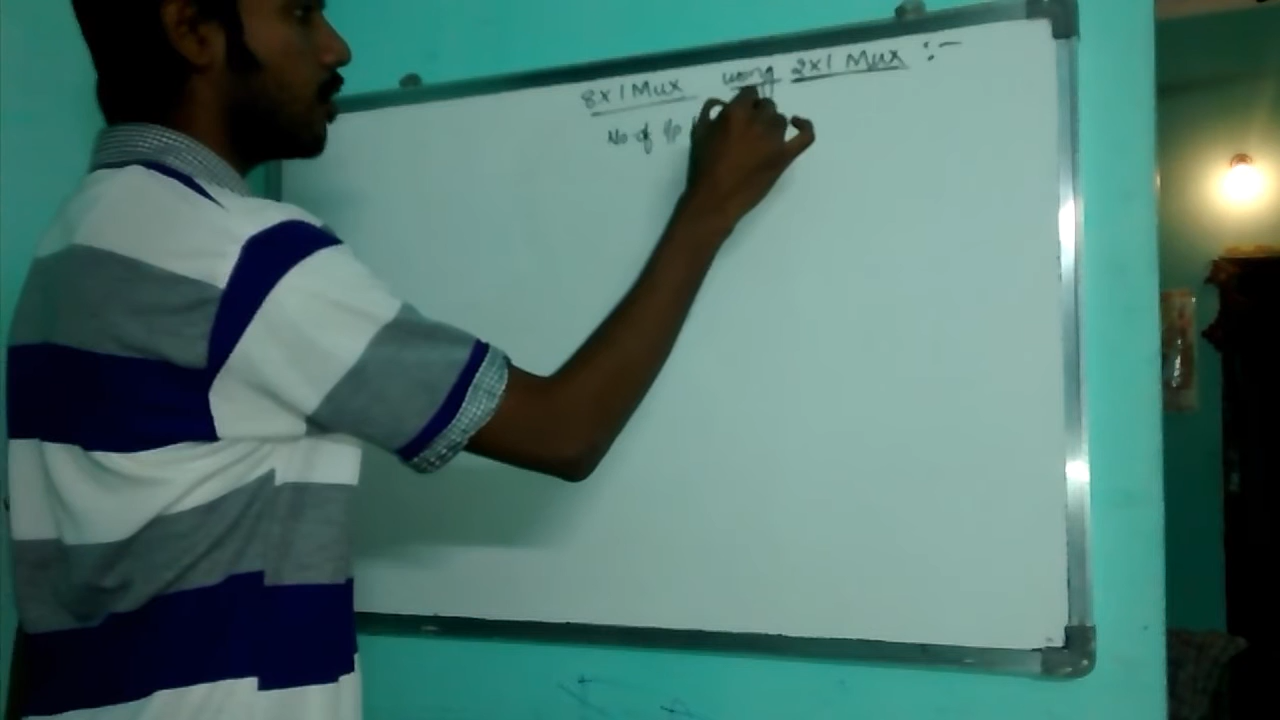 8x1 Mux using 2x1 Mux :-
No of i/p